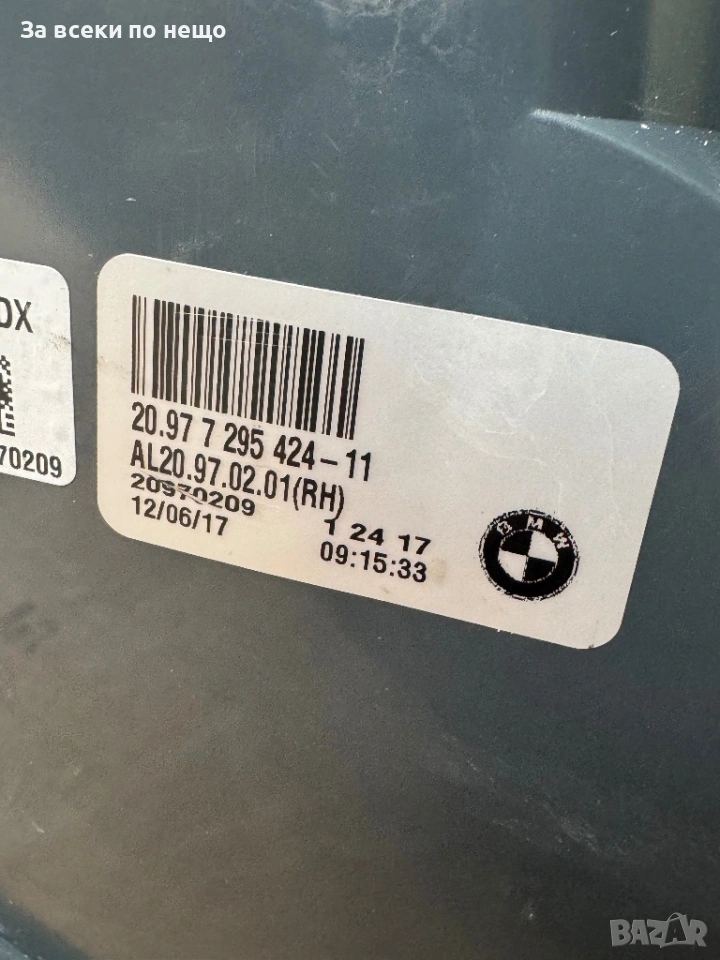 За всеки по нещо
DX
70209
20.97 7 295 424-11
AL20.97.02.01(RH)
20970209
12/06/17
1 24 17
09:15:33
BMW
BAZAR